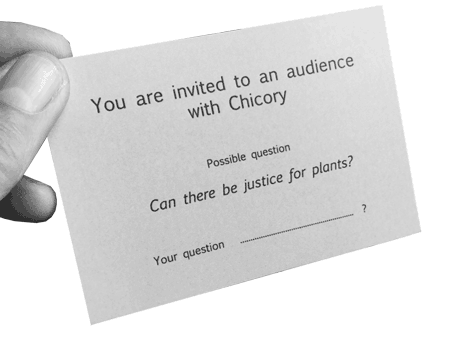 You are invited to an audience
with Chicory
Possible question
Can there be justice for plants?
Your question ........................................ ?